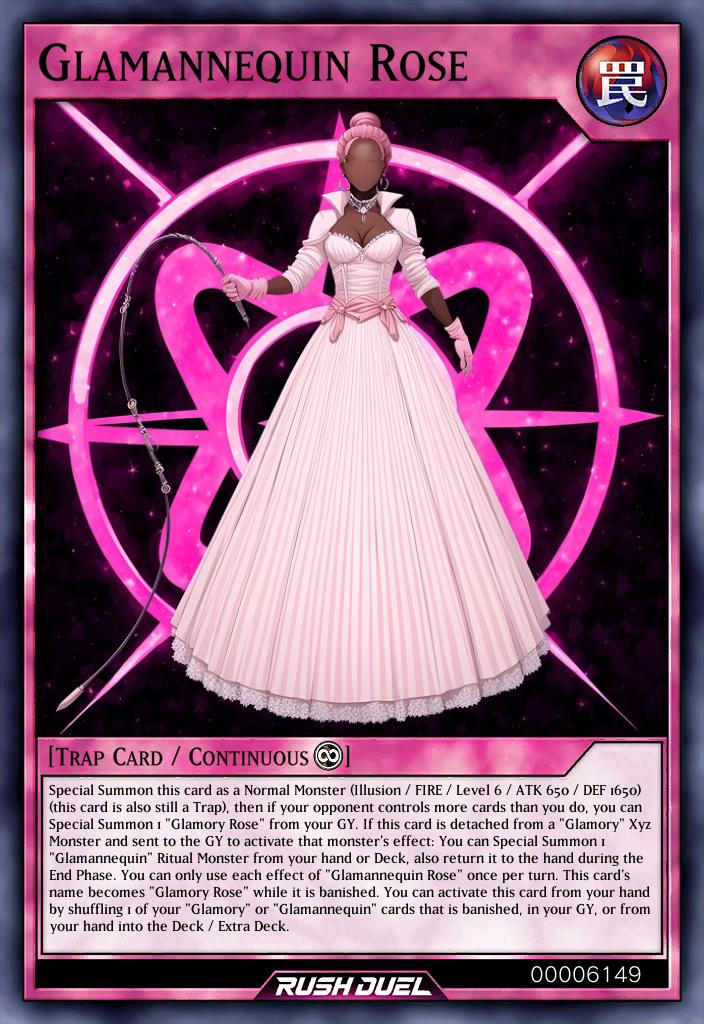 Glamannequin Rose
罠
[Trap Card / Continuous ∞]
Special Summon this card as a Normal Monster (Illusion / FIRE / Level 6 / ATK 650 / DEF 1650)
(this card is also still a Trap), then if your opponent controls more cards than you do, you can
Special Summon 1 "Glamory Rose" from your GY. If this card is detached from a "Glamory" Xyz
Monster and sent to the GY to activate that monster's effect: You can Special Summon 1
"Glamannequin" Ritual Monster from your hand or Deck, also return it to the hand during the
End Phase. You can only use each effect of "Glamannequin Rose" once per turn. This card's
name becomes "Glamory Rose" while it is banished. You can activate this card from your hand
by shuffling 1 of your "Glamory" or "Glamannequin" cards that is banished, in your GY, or from
your hand into the Deck / Extra Deck.
00006149
RUSH DUEL